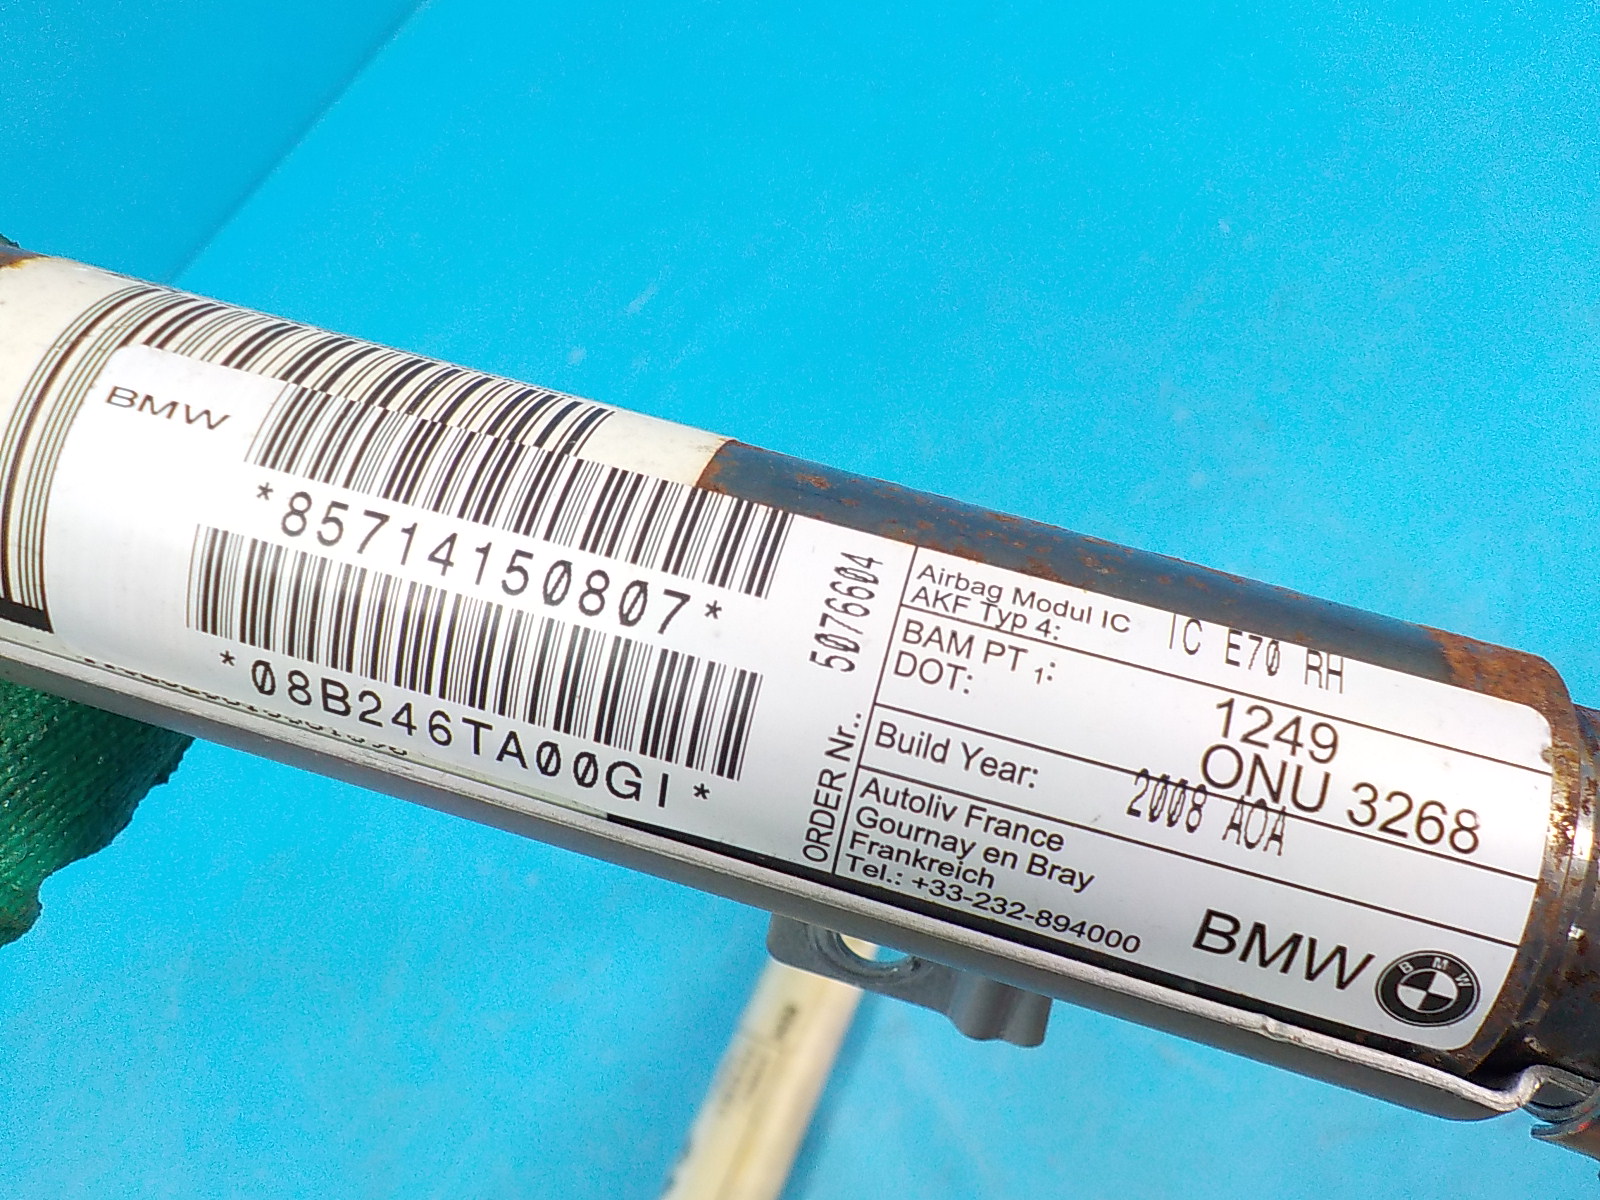 BMW
*85714150807*
*08B246TA00GI*
ORDER Nr.: 5076604
Airbag Modul IC IC E70 RH
AKF Typ 4:
BAM PT 1: 1249
DOT: ONU 3268
Build Year: 2008 AOA
Autoliv France
Gournay en Bray
Frankreich
Tel.: +33-232-894000
BMW
BMW